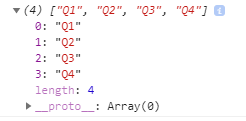 ▼ (4) ["Q1", "Q2", "Q3", "Q4"] i
0: "Q1"
1: "Q2"
2: "Q3"
3: "Q4"
length: 4
▶ __proto__: Array(0)